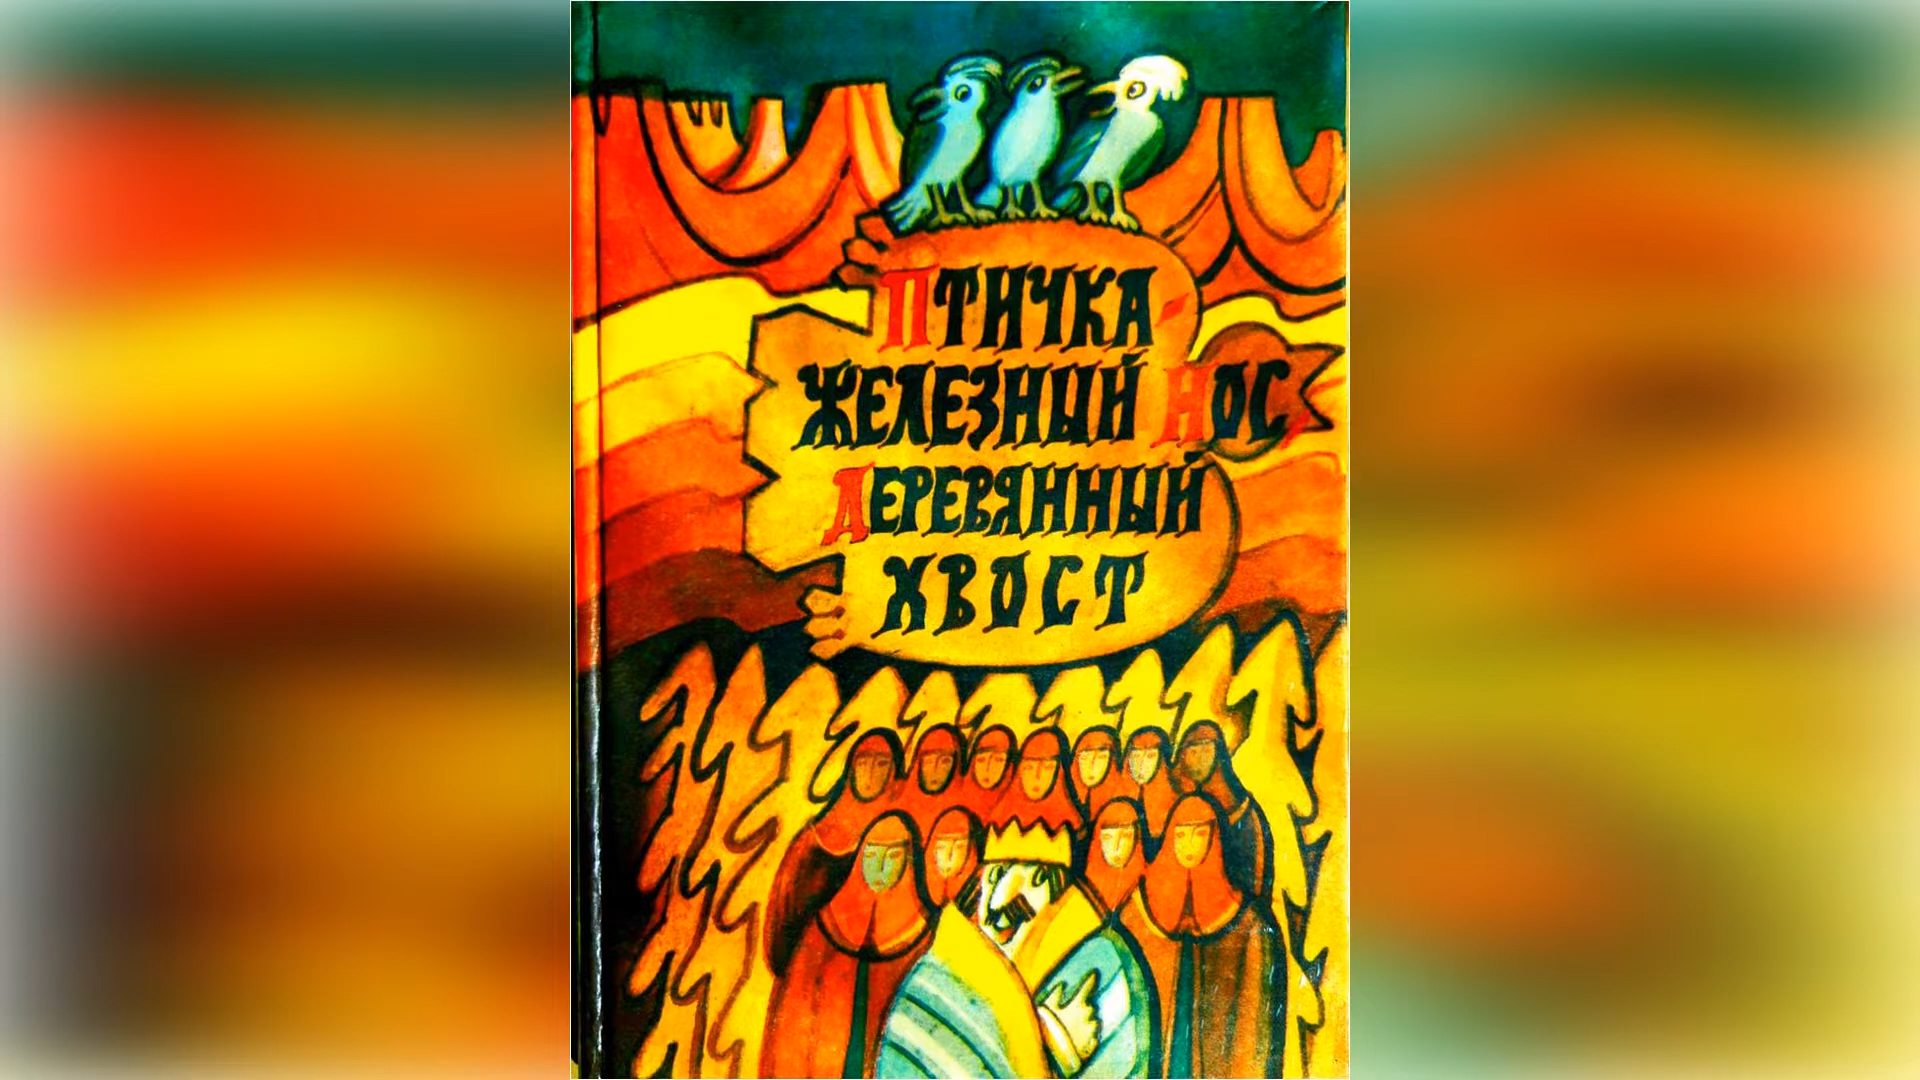 Птичка-
железный Нос,
Деревянный
хвост